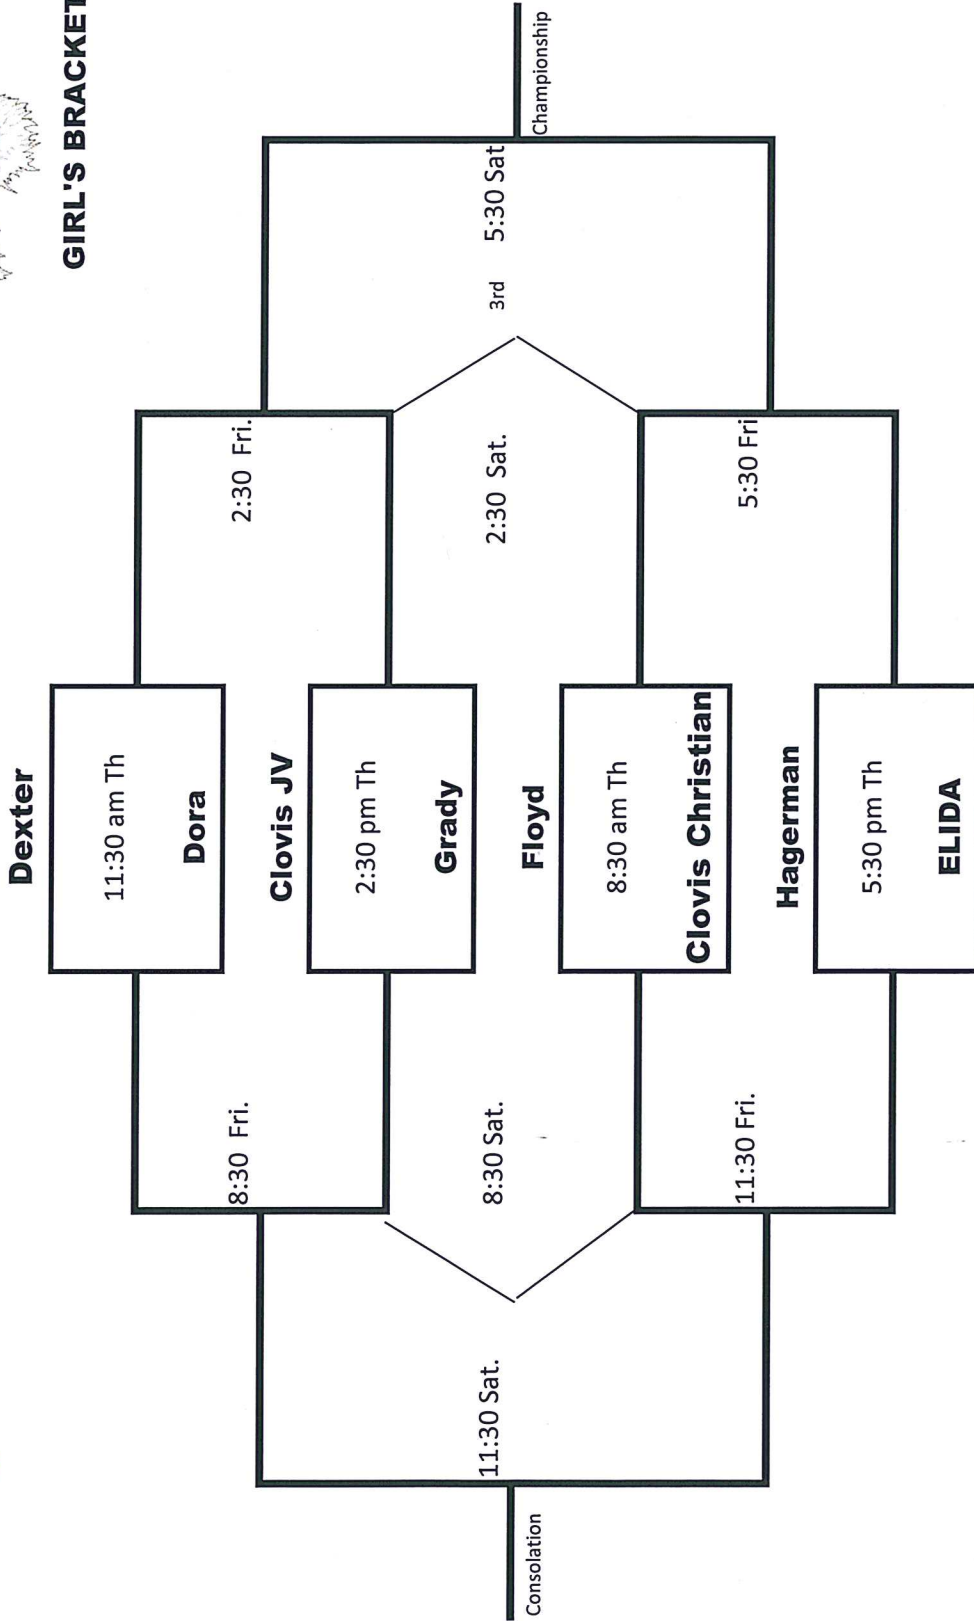 GIRL'S BRACKET
Dexter
11:30 am Th
Dora
8:30 Fri.
2:30 Fri.
Clovis JV
2:30 pm Th
Grady
11:30 Sat.
8:30 Sat.
2:30 Sat.
3rd
5:30 Sat
Consolation
Championship
Floyd
8:30 am Th
Clovis Christian
11:30 Fri.
5:30 Fri
Hagerman
5:30 pm Th
ELIDA